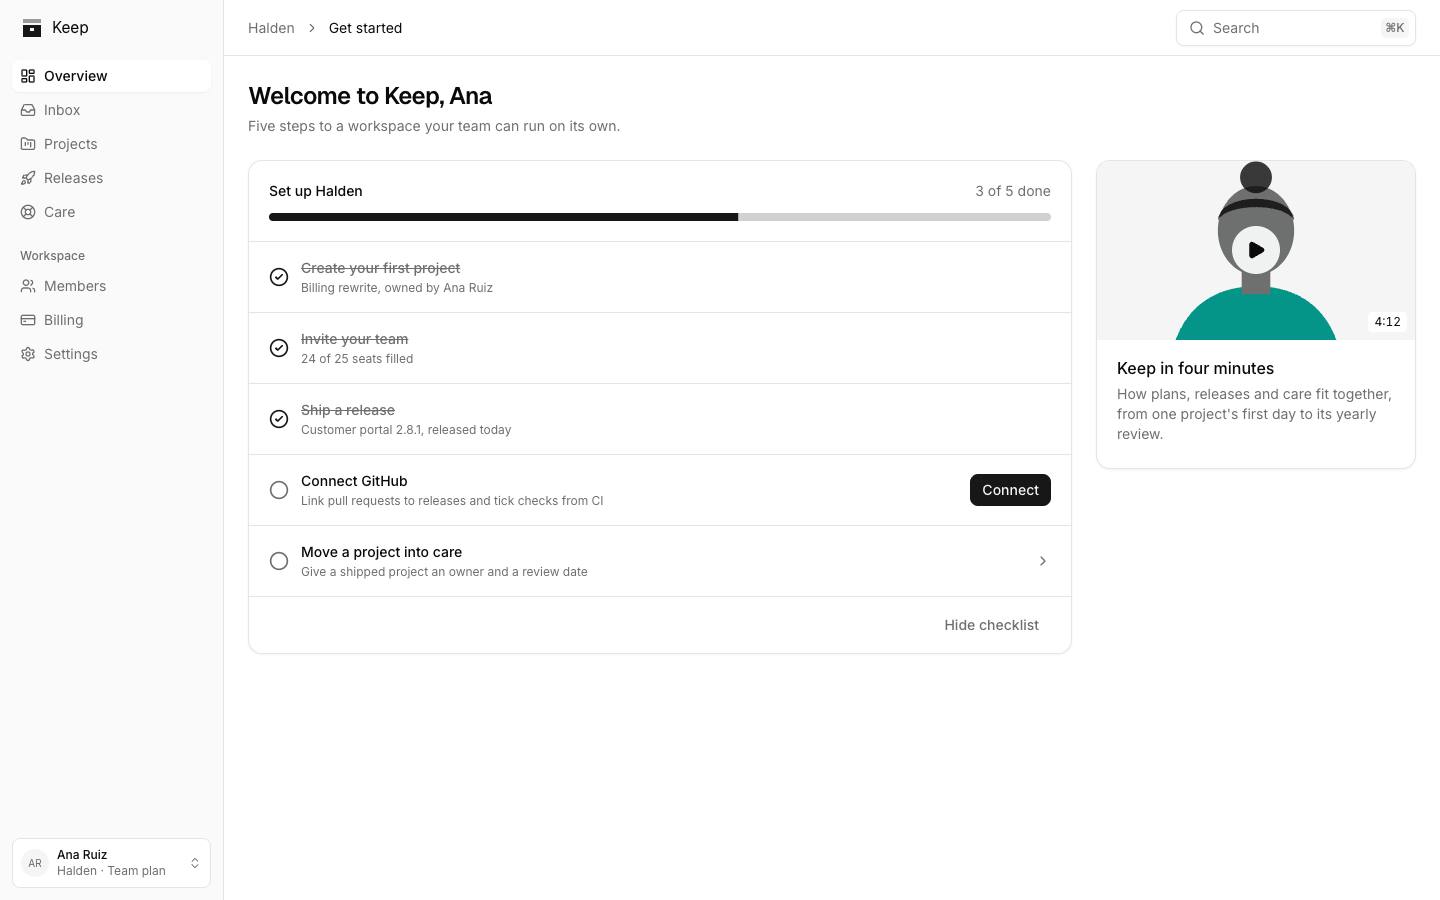 Keep
Overview
Inbox
Projects
Releases
Care
Workspace
Members
Billing
Settings
AR
Ana Ruiz
Halden · Team plan
Halden
Get started
Search
⌘K
Welcome to Keep, Ana
Five steps to a workspace your team can run on its own.
Set up Halden
3 of 5 done
Create your first project
Billing rewrite, owned by Ana Ruiz
Invite your team
24 of 25 seats filled
Ship a release
Customer portal 2.8.1, released today
Connect GitHub
Link pull requests to releases and tick checks from CI
Connect
Move a project into care
Give a shipped project an owner and a review date
Hide checklist
4:12
Keep in four minutes
How plans, releases and care fit together,
from one project's first day to its yearly
review.